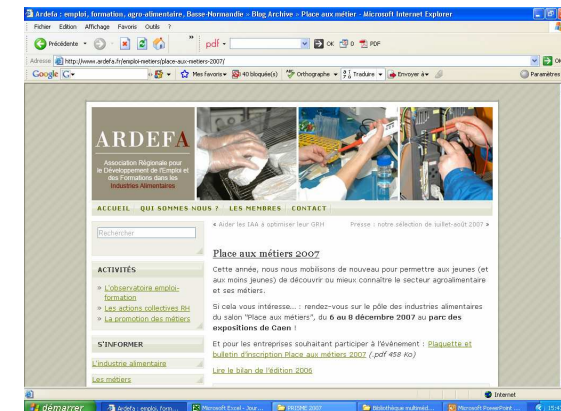 Ardefa : emploi, formation, agro-alimentaire, Basse-Normandie » Blog Archive » Place aux métier - Microsoft Internet Explorer
Fichier Edition Affichage Favoris Outils ?
Précédente pdf OK D participer PDF
Adresse http://www.ardefa.fr/emploi-metiers/place-aux-metiers-2007/ OK
Google Mes favoris 40 bloquée(s) Orthographe Traduire Envoyer à Paramètres
ARDEFA
Association Régionale pour
le Développement de l'Emploi et
des Formations dans les
Industries Alimentaires
ACCUEIL QUI SOMMES NOUS ? LES MEMBRES CONTACT
Rechercher
« Aider les IAA à optimiser leur GRH Presse : notre sélection de juillet-août 2007 »
Place aux métiers 2007
ACTIVITÉS
» L'observatoire emploi-
formation
» Les actions collectives RH
» La promotion des métiers
S'INFORMER
L'industrie alimentaire
Les métiers
Cette année, nous nous mobilisons de nouveau pour permettre aux jeunes (et
aux moins jeunes) de découvrir ou mieux connaître le secteur agroalimentaire
et ses métiers.
Si cela vous intéresse... : rendez-vous sur le pôle des industries alimentaires
du salon "Place aux métiers", du 6 au 8 décembre 2007 au parc des
expositions de Caen !
Et pour les entreprises souhaitant participer à l'événement : Plaquette et
bulletin d'inscription Place aux métiers 2007 (.pdf 458 Ko)
Lire le bilan de l'édition 2006
Internet
démarrer Ardefa : emploi, form... Microsoft Excel - Jour... PRISME 2007 Bibliothèque multimed... Microsoft PowerPoint ...